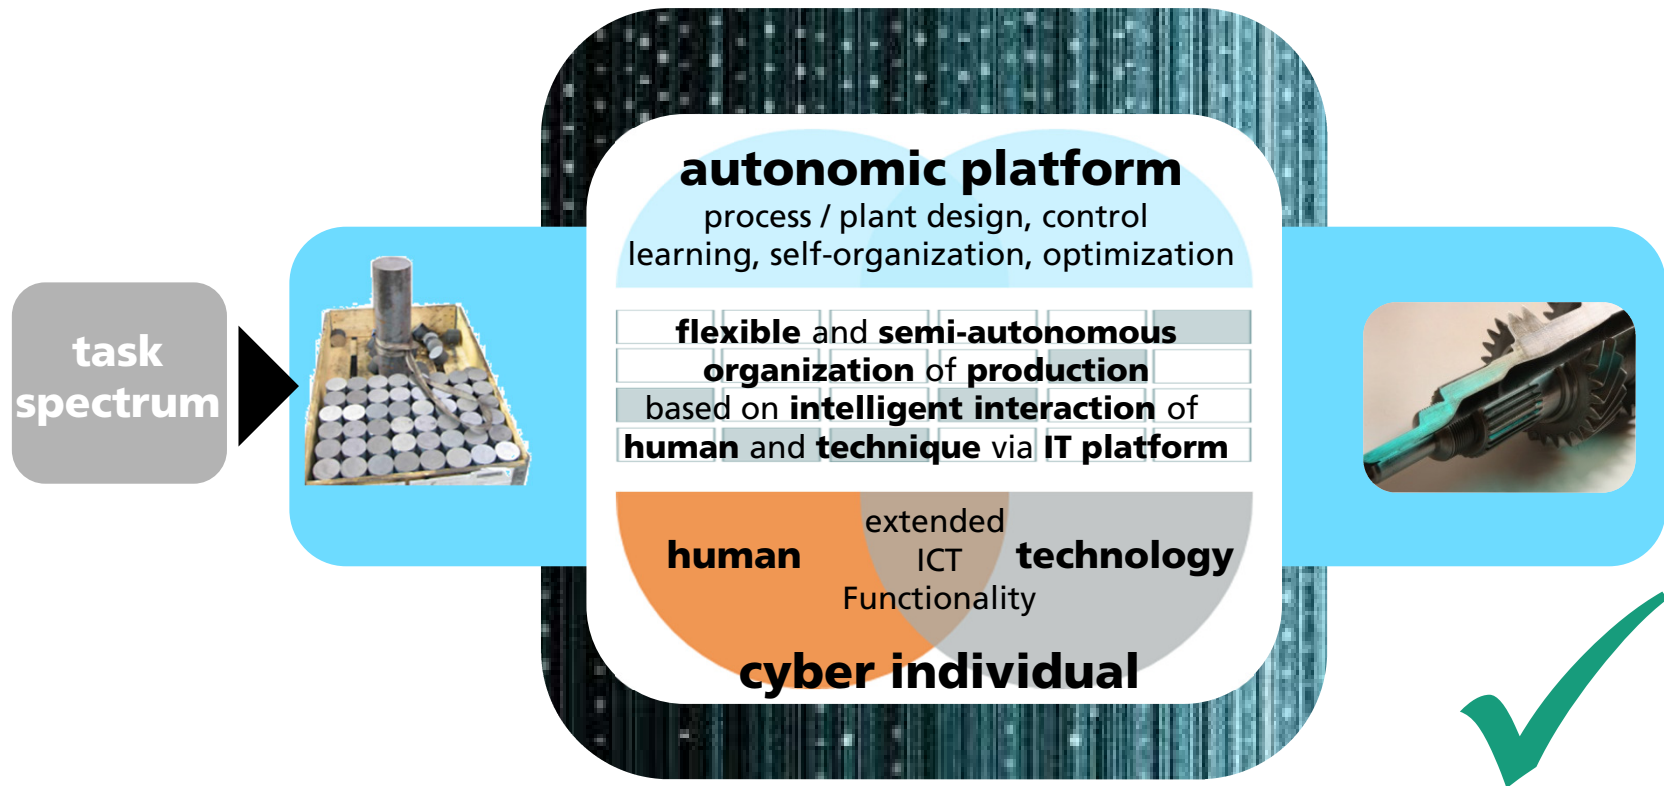 task
spectrum
autonomic platform
process / plant design, control
learning, self-organization, optimization
flexible and semi-autonomous
organization of production
based on intelligent interaction of
human and technique via IT platform
human
extended
ICT
Functionality
technology
cyber individual